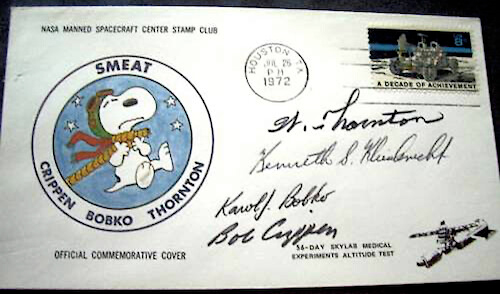 NASA MANNED SPACECRAFT CENTER STAMP CLUB
SMEAT
CRIPPEN BOBKO THORNTON
OFFICIAL COMMEMORATIVE COVER
HOUSTON, TX
JUL 26
PM
1972
8c
A DECADE OF ACHIEVEMENT
W. Thornton
Kenneth S. Kleinknecht
Karol J. Bobko
Bob Crippen
56-DAY SKYLAB MEDICAL
EXPERIMENTS ALTITUDE TEST